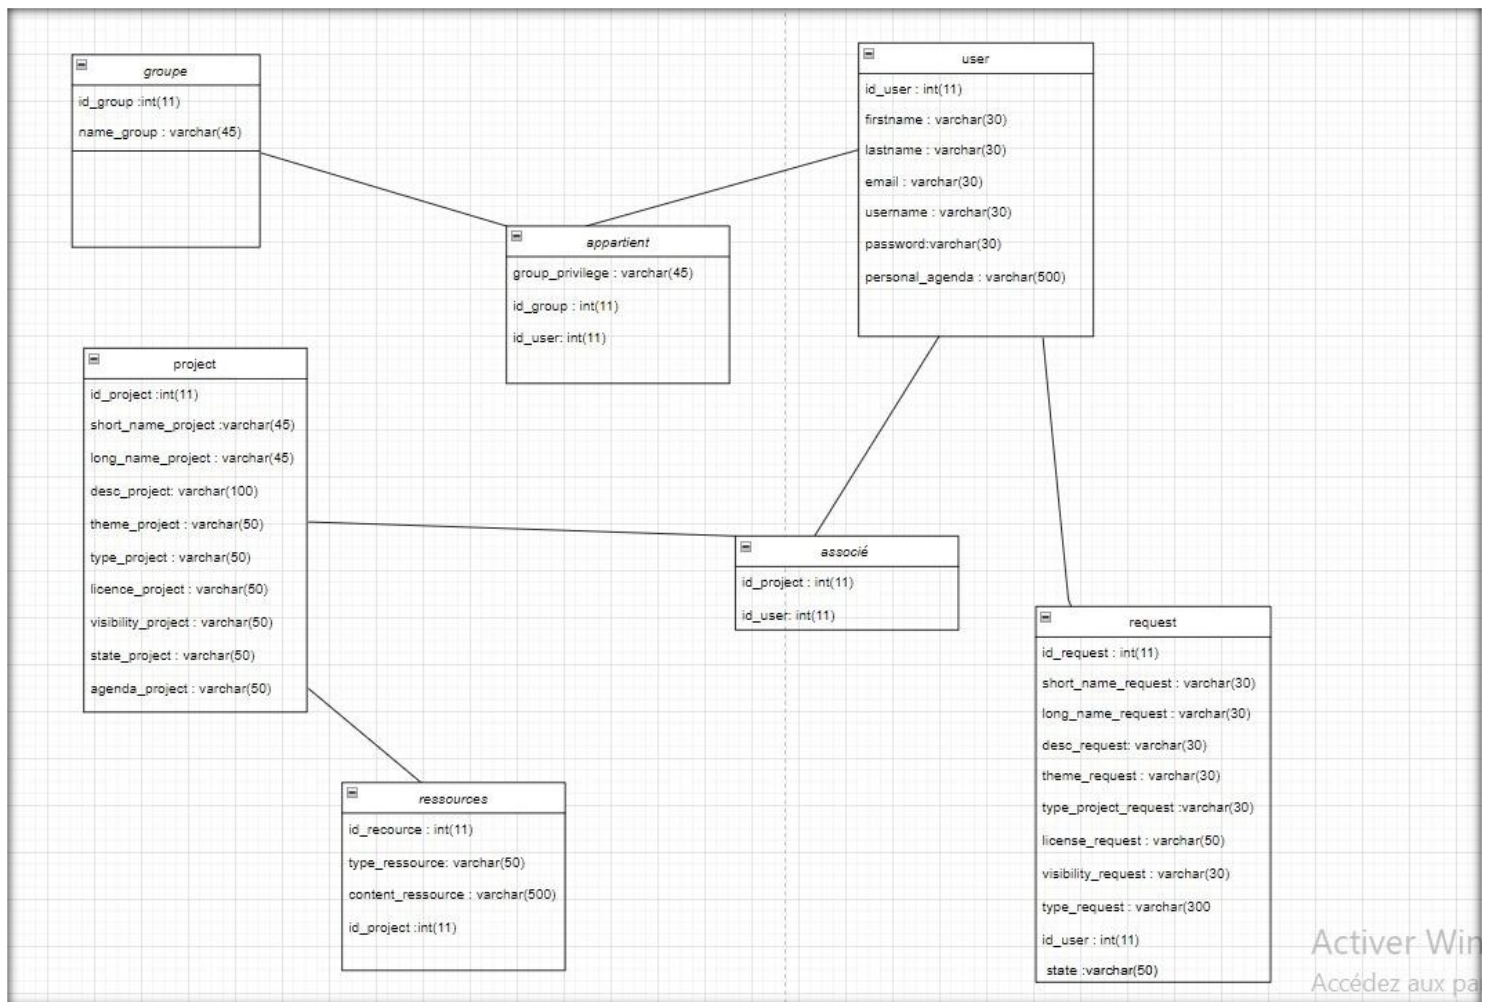 groupe
id_group :int(11)
name_group : varchar(45)
user
id_user : int(11)
firstname : varchar(30)
lastname : varchar(30)
email : varchar(30)
username : varchar(30)
password:varchar(30)
personal_agenda : varchar(500)
appartient
group_privilege : varchar(45)
id_group : int(11)
id_user: int(11)
project
id_project :int(11)
short_name_project :varchar(45)
long_name_project : varchar(45)
desc_project: varchar(100)
theme_project : varchar(50)
type_project : varchar(50)
licence_project : varchar(50)
visibility_project : varchar(50)
state_project : varchar(50)
agenda_project : varchar(50)
associé
id_project : int(11)
id_user: int(11)
request
id_request : int(11)
short_name_request : varchar(30)
long_name_request : varchar(30)
desc_request: varchar(30)
theme_request : varchar(30)
type_project_request :varchar(30)
license_request : varchar(50)
visibility_request : varchar(30)
type_request : varchar(300
id_user : int(11)
state :varchar(50)
ressources
id_recource : int(11)
type_ressource: varchar(50)
content_ressource : varchar(500)
id_project :int(11)
Activer Win
Accédez aux pa